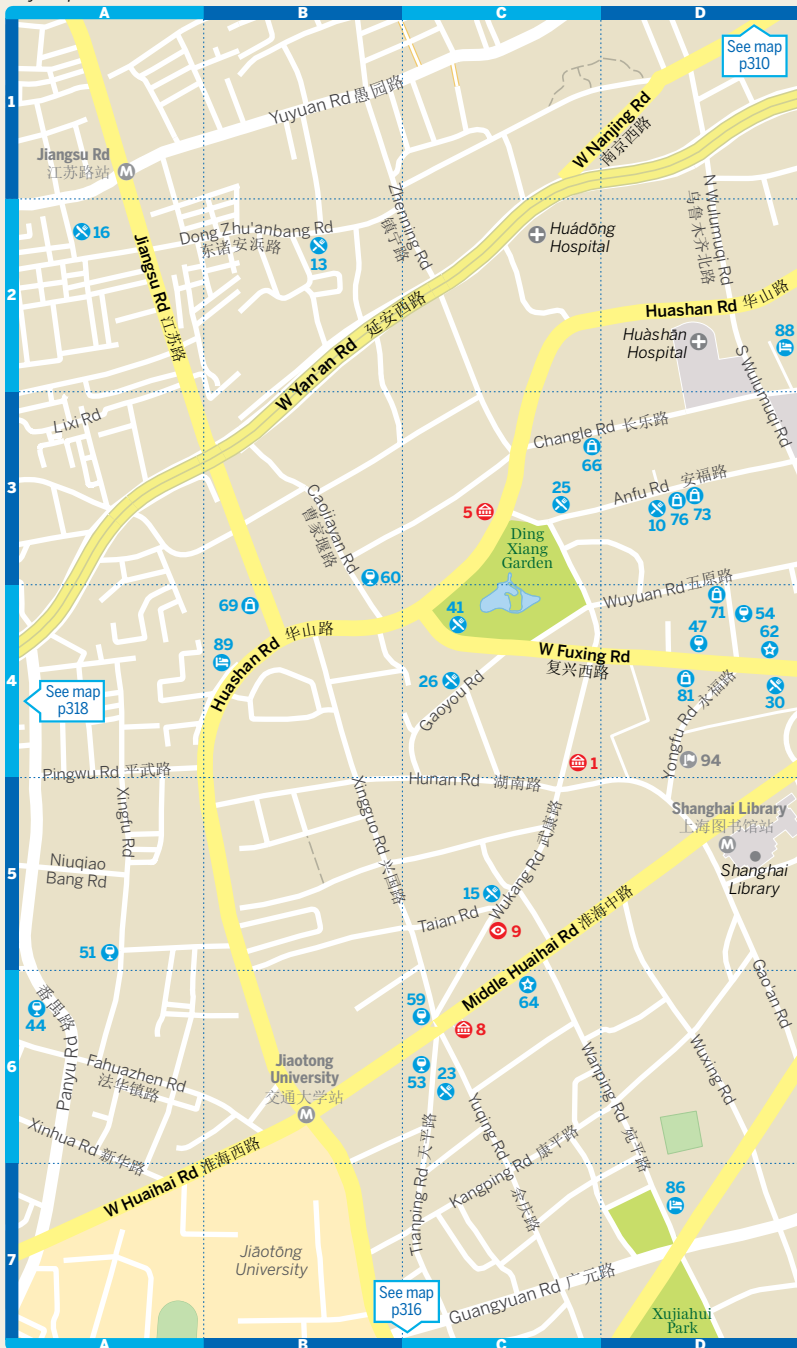 A
B
C
D
See map
p310
1
Yuyuan Rd 愚园路
W Nanjing Rd
南京西路
Jiangsu Rd
江苏路站
M
N Wulumuqi Rd
乌鲁木齐北路
Zhenning Rd
镇宁路
16
Dong Zhu'anbang Rd
东诸安浜路
13
Huádōng
Hospital
2
Jiangsu Rd 江苏路
W Yan'an Rd 延安西路
Huashan Rd 华山路
Huàshān
Hospital
88
S Wulumuqi Rd
Lixi Rd
Changle Rd 长乐路
66
3
Caojiayan Rd
曹家堰路
5
25
Anfu Rd 安福路
10
76
73
Ding
Xiang
Garden
60
69
41
Wuyuan Rd 五原路
71
54
47
62
89
Huashan Rd 华山路
W Fuxing Rd
复兴西路
4
See map
p318
26
Gaoyou Rd
81
30
Yongfu Rd 永福路
94
1
Pingwu Rd 平武路
Hunan Rd 湖南路
Xingfu Rd
Xingguo Rd 兴国路
Wukang Rd 武康路
Shanghai Library
上海图书馆站
M
Shanghai
Library
Niuqiao
Bang Rd
5
15
Taian Rd
9
Middle Huaihai Rd 淮海中路
51
Gao'an Rd
44
番禺路
Panyu Rd
59
64
8
6
Fahuazhen Rd
法华镇路
Jiaotong
University
交通大学站
M
53
23
Wanping Rd 宛平路
Wuxing Rd
Xinhua Rd 新华路
Yuqing Rd 余庆路
Tianping Rd 天平路
Kangping Rd 康平路
W Huaihai Rd 淮海西路
86
7
Jiāotōng
University
See map
p316
Guangyuan Rd 广元路
Xujiahui
Park
A
B
C
D